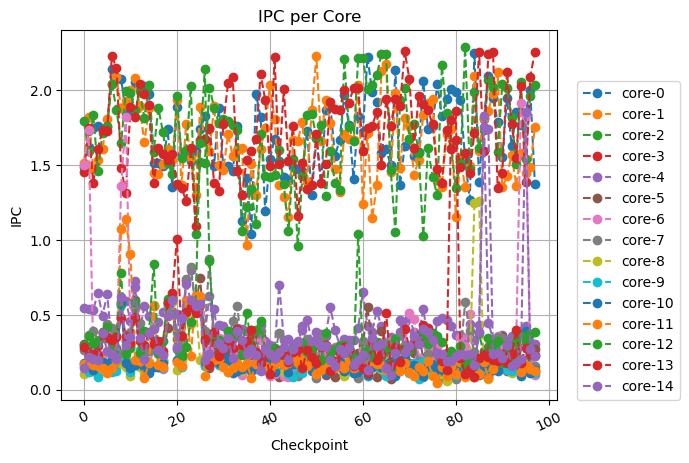 IPC per Core
IPC
2.0
1.5
1.0
0.5
0.0
0
20
40
60
80
100
Checkpoint
core-0
core-1
core-2
core-3
core-4
core-5
core-6
core-7
core-8
core-9
core-10
core-11
core-12
core-13
core-14